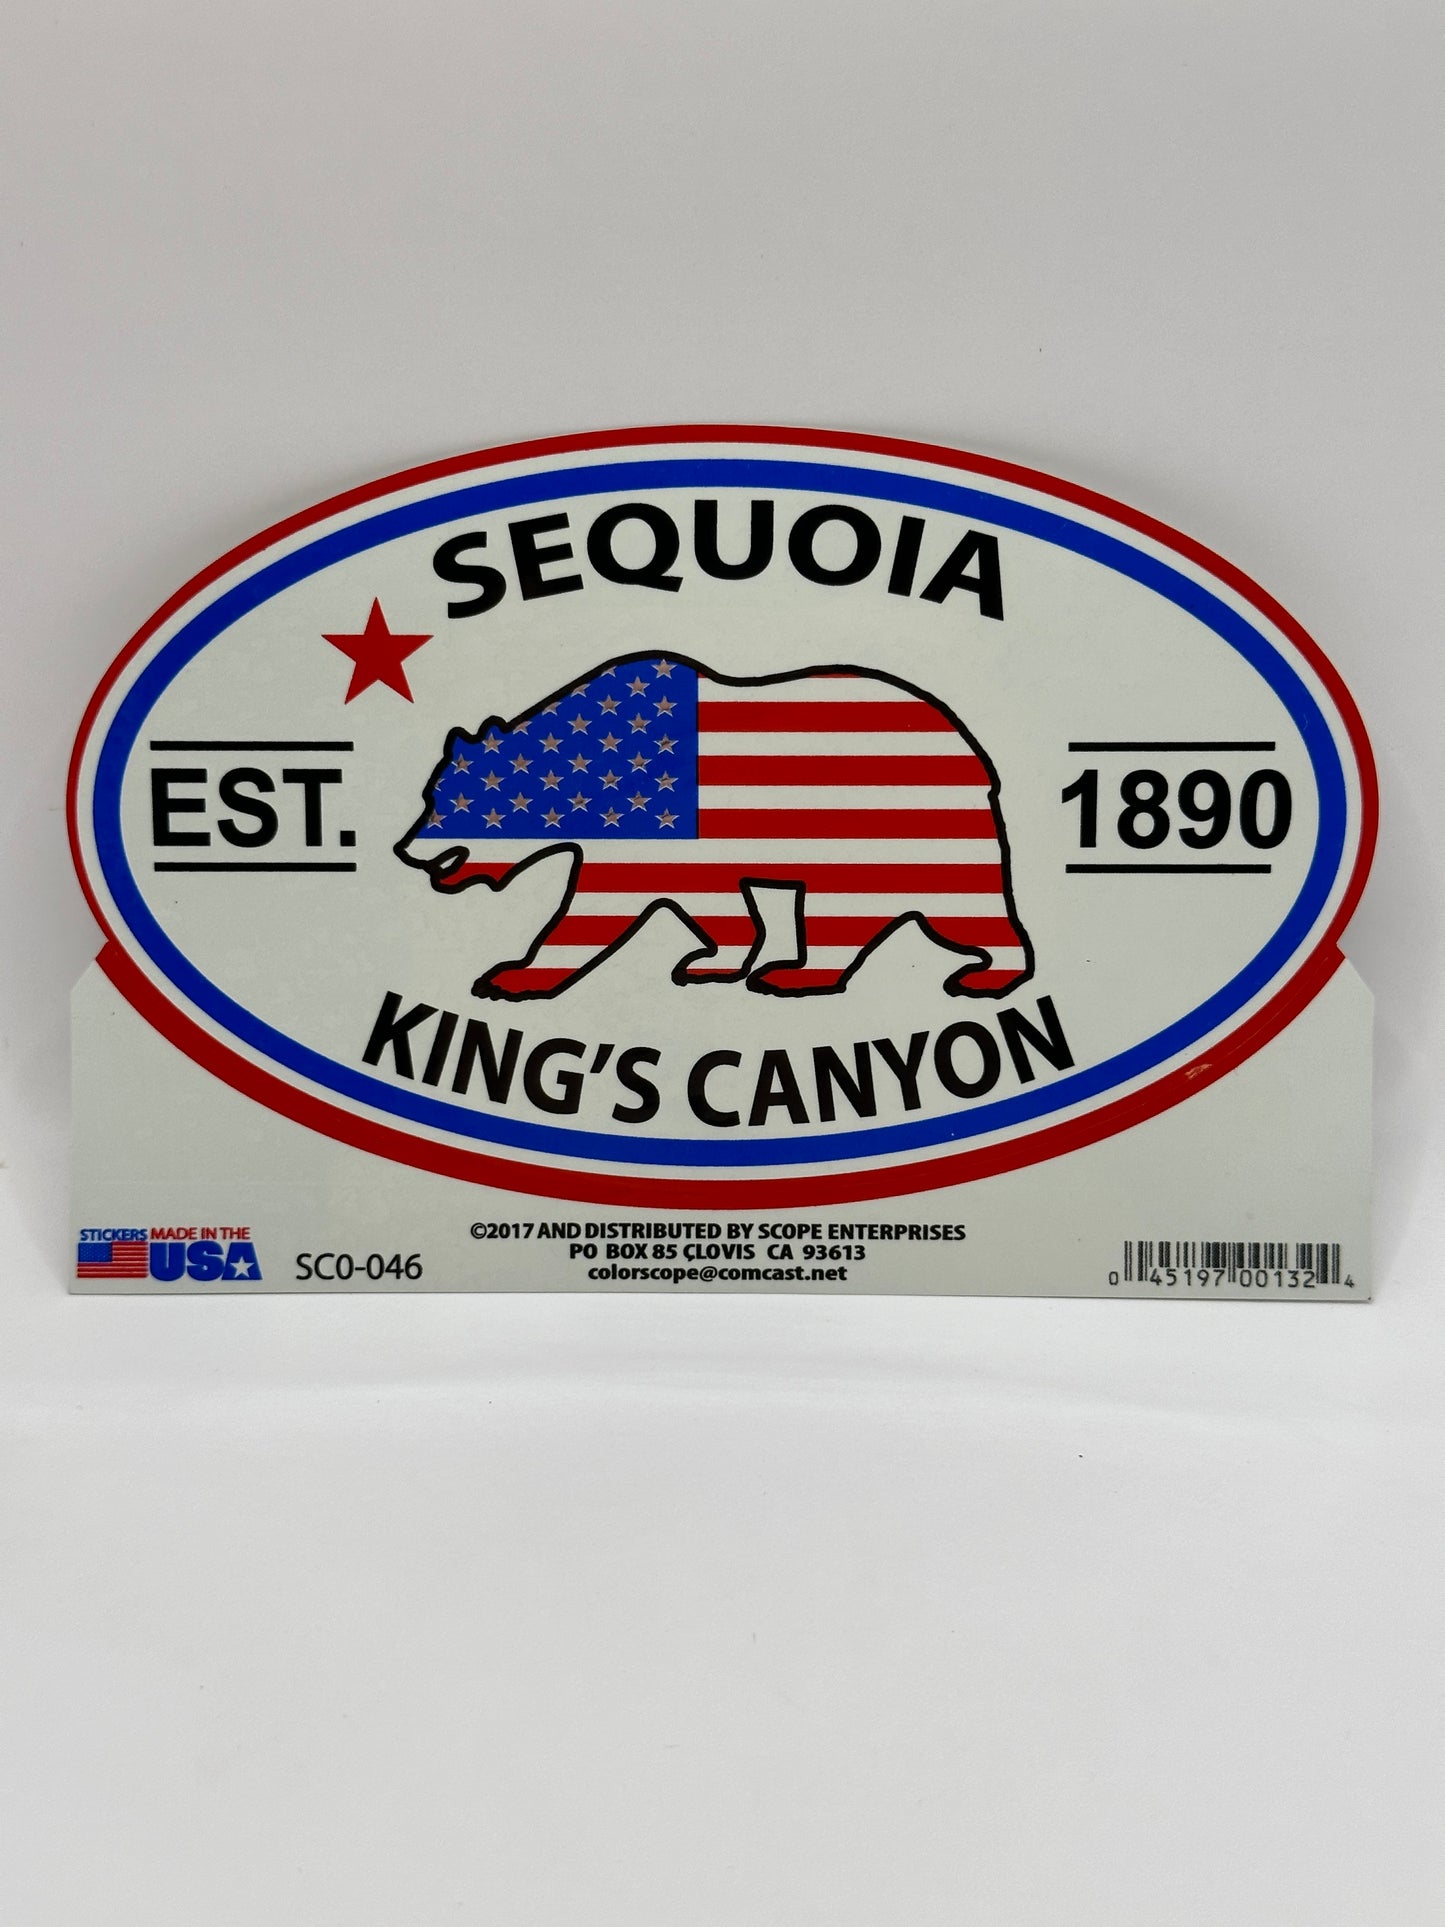 SEQUOIA
EST.
1890
KING'S CANYON
STICKERS MADE IN THE
USA
SC0-046
©2017 AND DISTRIBUTED BY SCOPE ENTERPRISES
PO BOX 85 CLOVIS CA 93613
colorscope@comcast.net
0 45197 00132 4